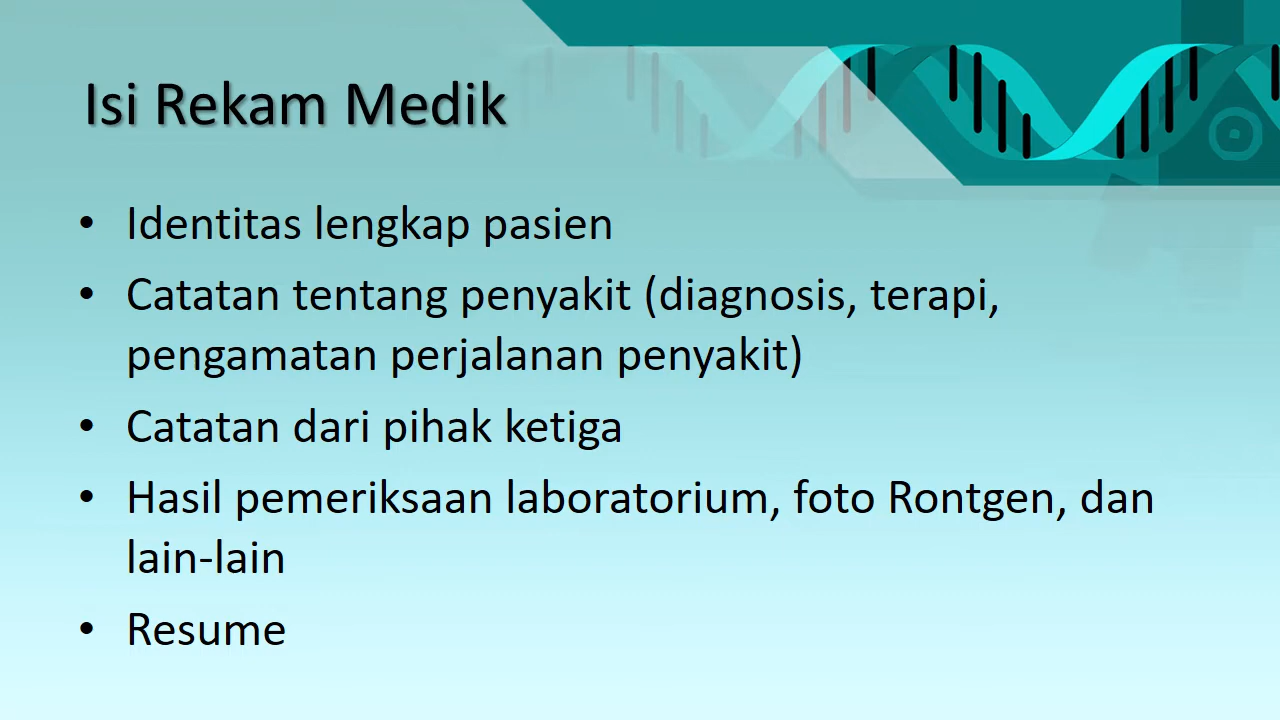 Isi Rekam Medik
• Identitas lengkap pasien
• Catatan tentang penyakit (diagnosis, terapi,
pengamatan perjalanan penyakit)
• Catatan dari pihak ketiga
• Hasil pemeriksaan laboratorium, foto Rontgen, dan
lain-lain
• Resume